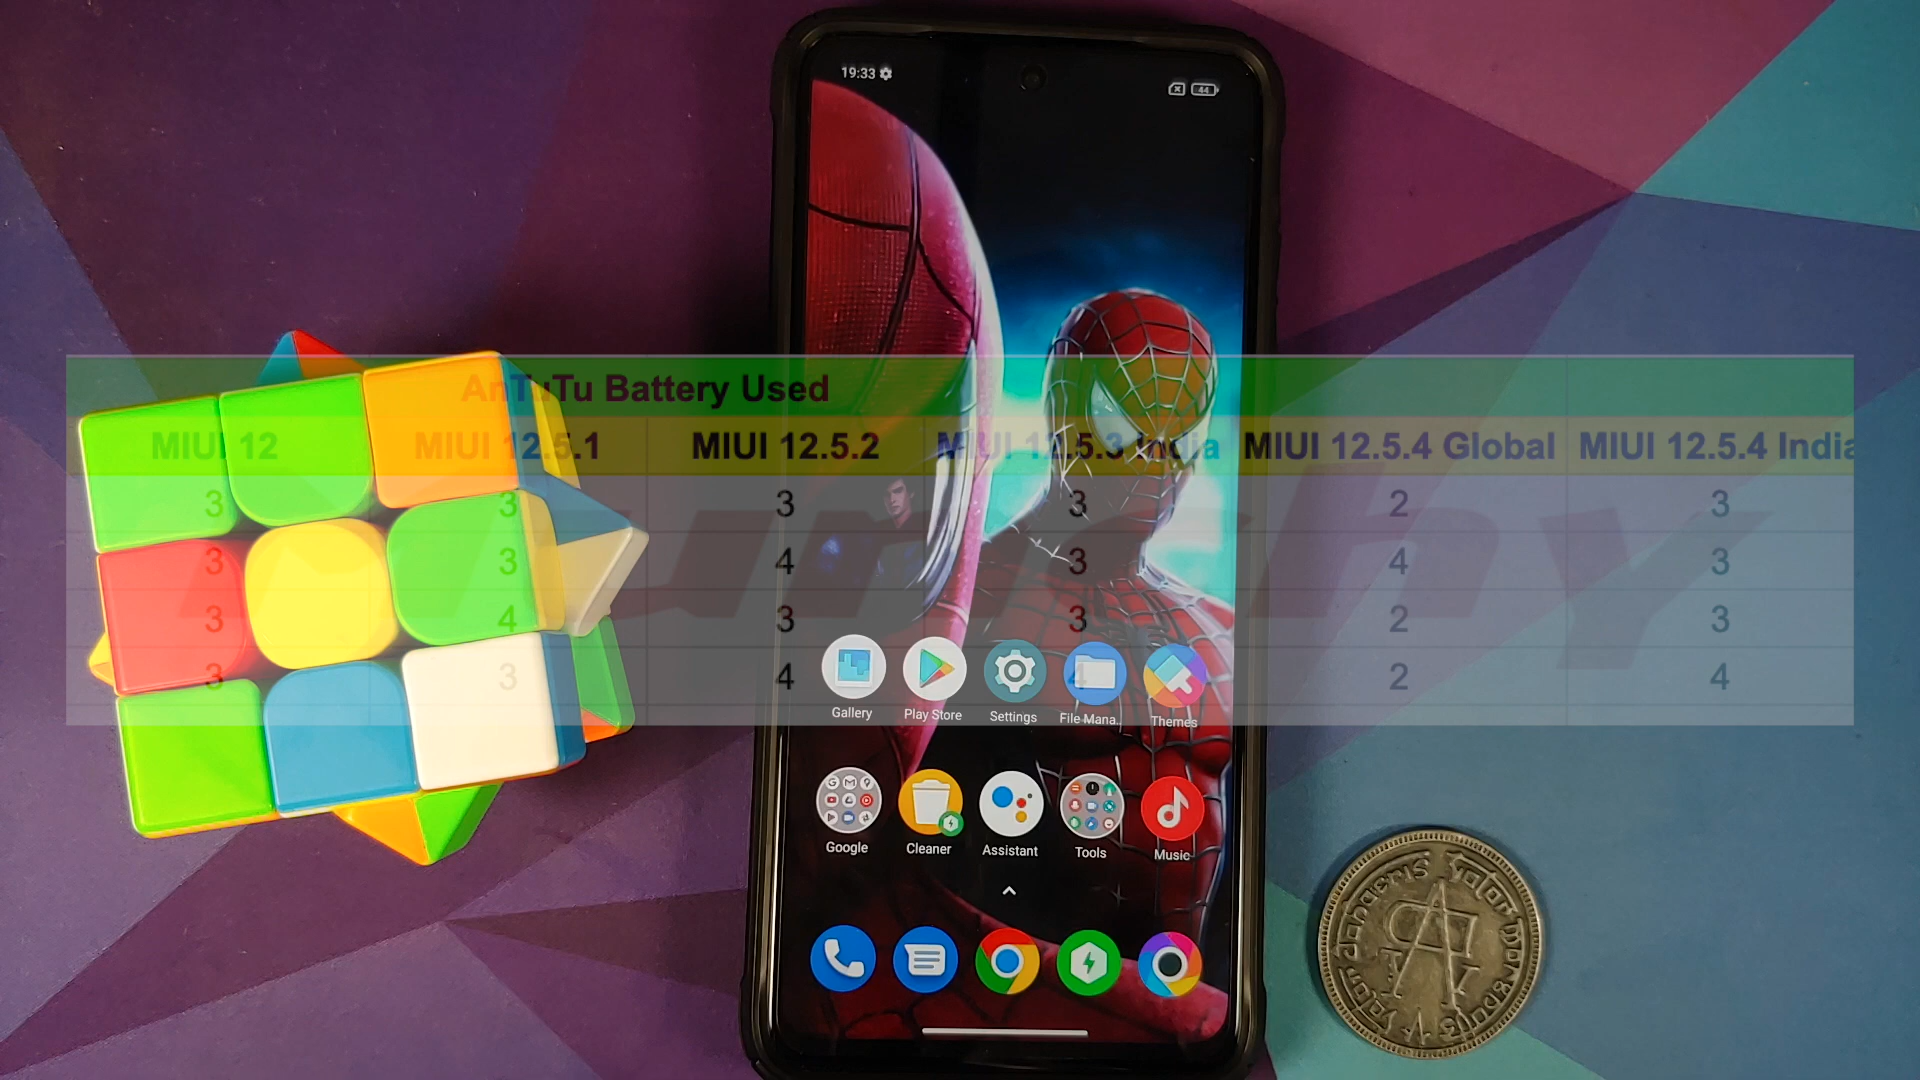 19:33
44
AnTuTu Battery Used
MIUI 12 MIUI 12.5.1 MIUI 12.5.2 MIUI 12.5.3 India MIUI 12.5.4 Global MIUI 12.5.4 India
3 3 3 3 2 3
3 3 4 3 4 3
3 4 3 3 2 3
3 3 4 4 2 4
Gallery Play Store Settings File Mana.. Themes
Google Cleaner Assistant Tools Music